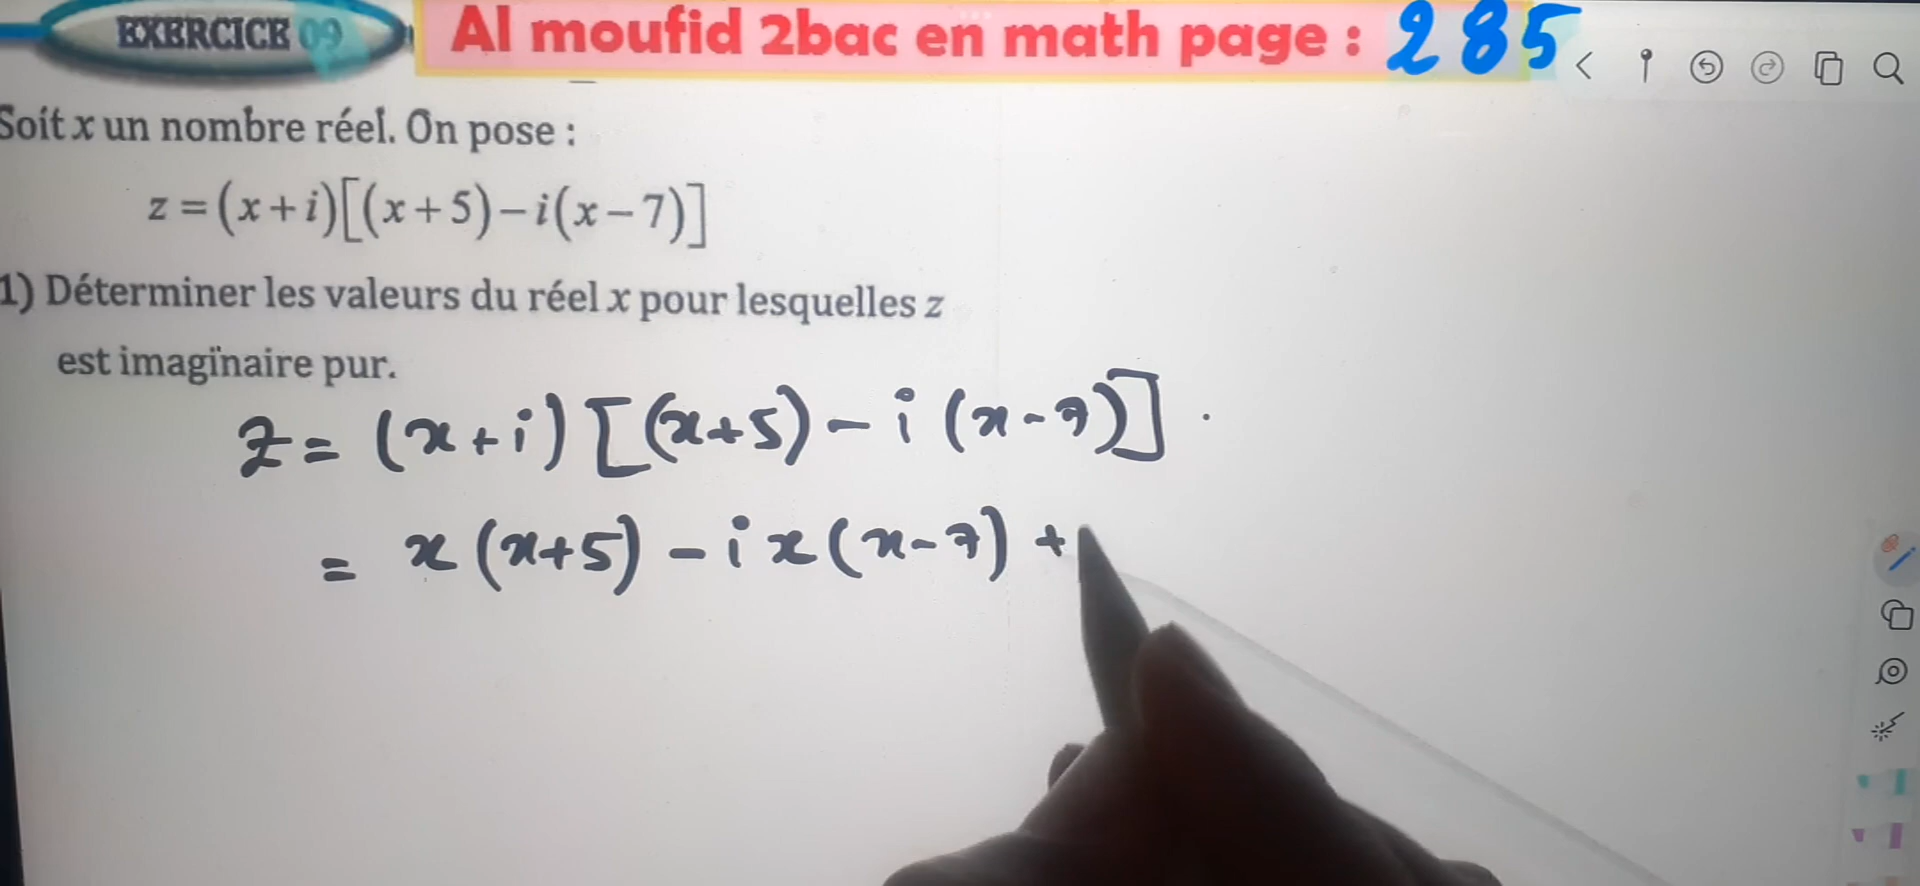 EXERCICE 09
Al moufid 2bac en math page : 285
Soit x un nombre réel. On pose :
z = (x + i)[(x + 5) – i(x – 7)]
1) Déterminer les valeurs du réel x pour lesquelles z
est imaginaire pur.
z = (x + i) [(x+5) - i (x - 7)] .
= x (x+5) - i x (x - 7) +